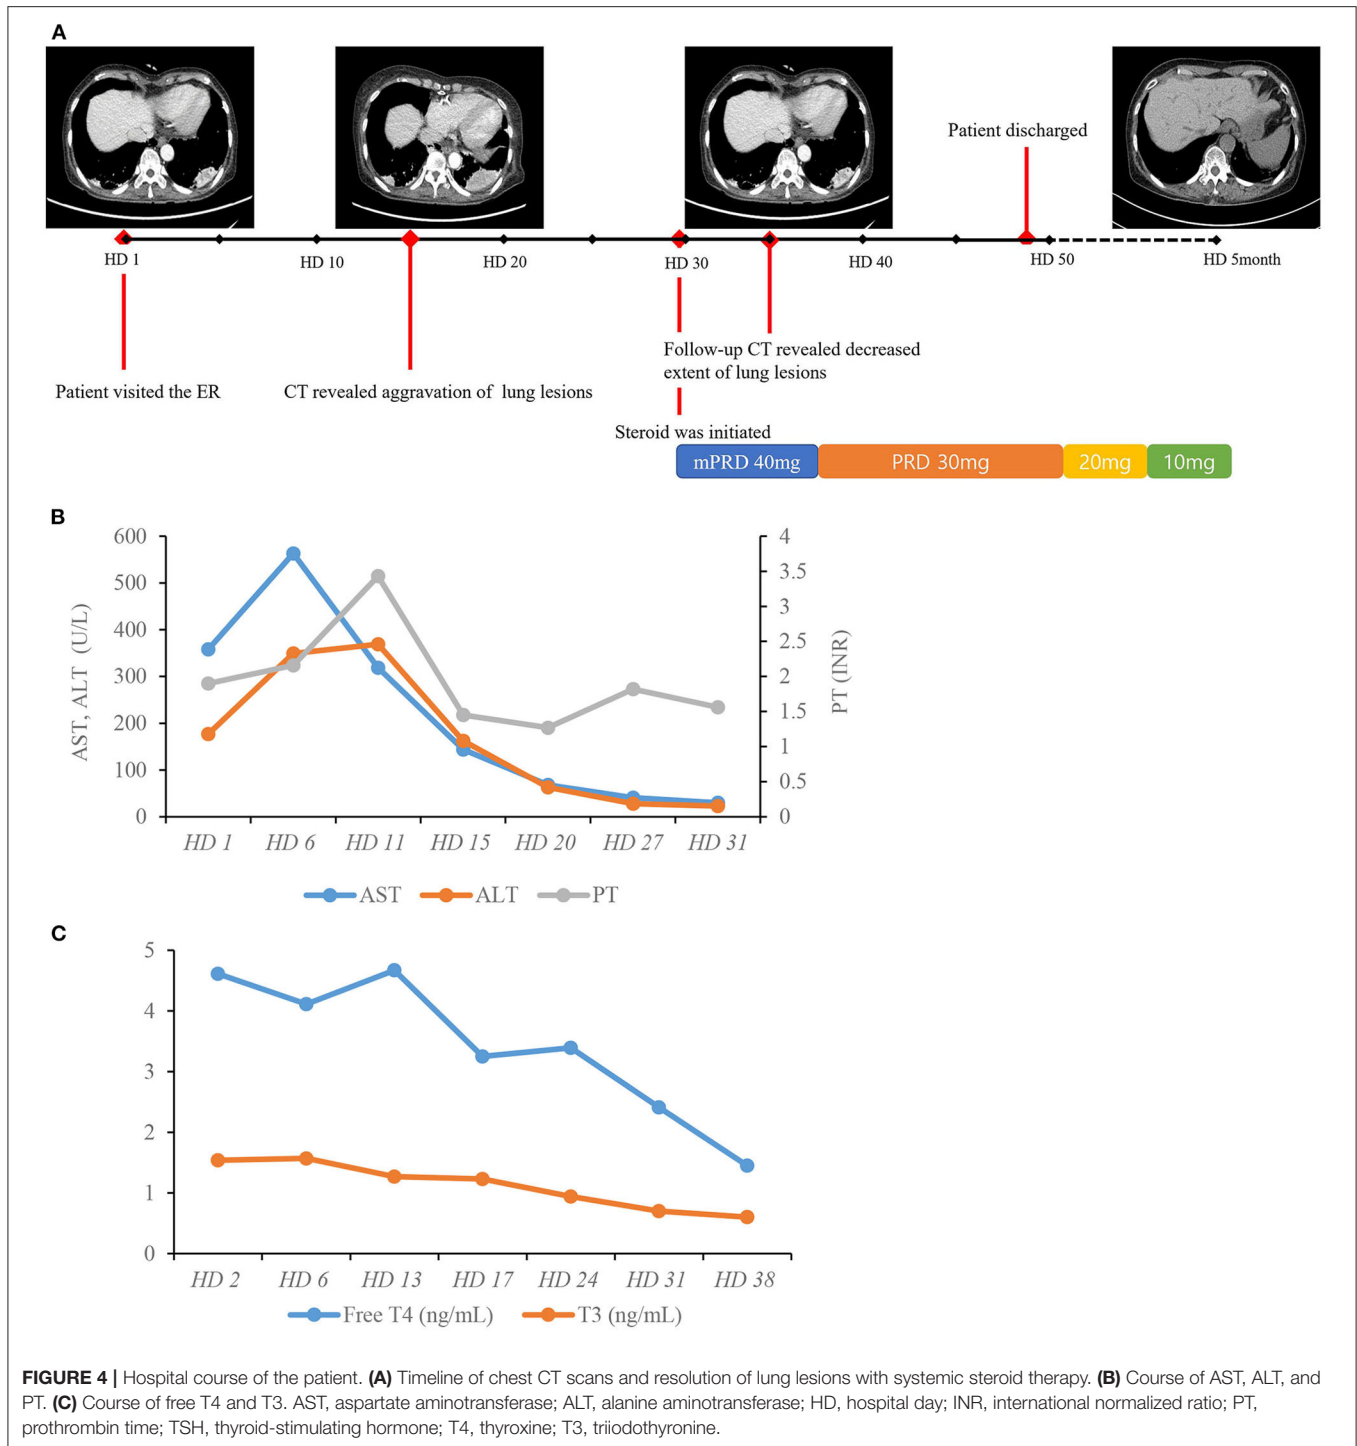 A
Patient discharged
HD 1
HD 10
HD 20
HD 30
HD 40
HD 50
HD 5month
Patient visited the ER
CT revealed aggravation of lung lesions
Follow-up CT revealed decreased
extent of lung lesions
Steroid was initiated
mPRD 40mg
PRD 30mg
20mg
10mg
B
600
500
400
300
200
100
0
AST, ALT (U/L)
4
3.5
3
2.5
2
1.5
1
0.5
0
PT (INR)
HD 1 HD 6 HD 11 HD 15 HD 20 HD 27 HD 31
AST ALT PT
C
5
4
3
2
1
0
HD 2 HD 6 HD 13 HD 17 HD 24 HD 31 HD 38
Free T4 (ng/mL) T3 (ng/mL)
FIGURE 4 | Hospital course of the patient. (A) Timeline of chest CT scans and resolution of lung lesions with systemic steroid therapy. (B) Course of AST, ALT, and
PT. (C) Course of free T4 and T3. AST, aspartate aminotransferase; ALT, alanine aminotransferase; HD, hospital day; INR, international normalized ratio; PT,
prothrombin time; TSH, thyroid-stimulating hormone; T4, thyroxine; T3, triiodothyronine.